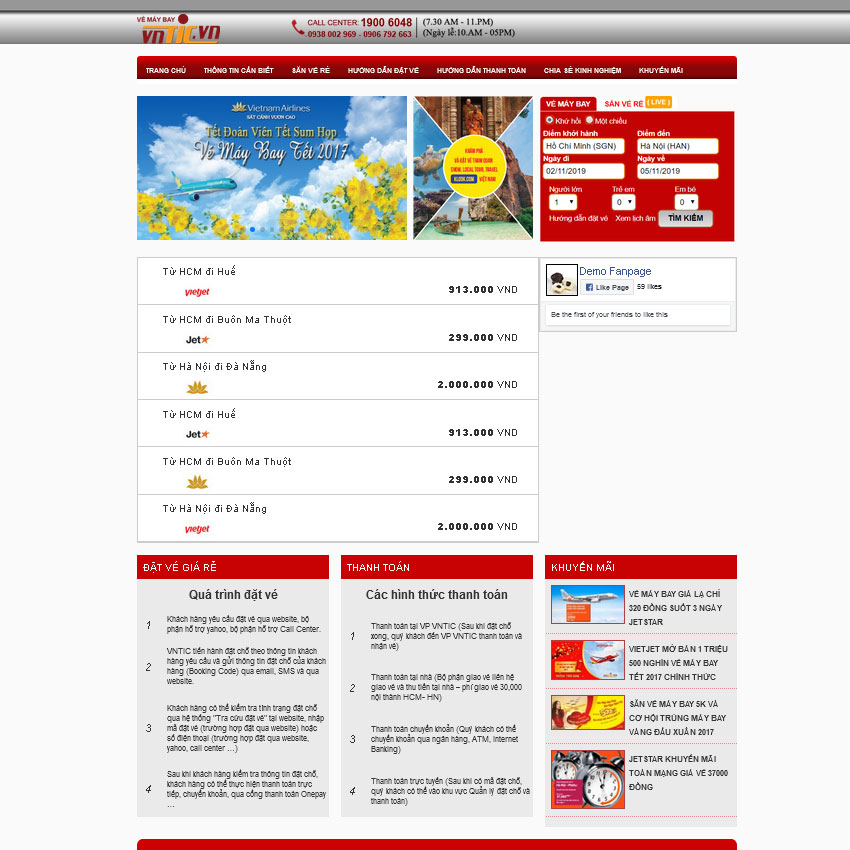 VÉ MÁY BAY
VNTIC.VN
CALL CENTER: 1900 6048
0938 002 969 - 0906 792 663
(7.30 AM - 11.PM)
(Ngày lễ:10.AM - 05PM)
TRANG CHỦ THÔNG TIN CẦN BIẾT SĂN VÉ RẺ HƯỚNG DẪN ĐẶT VÉ HƯỚNG DẪN THANH TOÁN CHIA SẺ KINH NGHIỆM KHUYẾN MÃI
Vietnam Airlines
SẢI CÁNH VƯƠN CAO
Tết Đoàn Viên Tết Sum Họp
Vé Máy Bay Tết 2017
KHÁM PHÁ
VÀ ĐẶT VÉ THAM QUAN
SHOW, LOCAL TOUR, TRAVEL
KLOOK.COM VIỆT NAM
VÉ MÁY BAY SĂN VÉ RẺ (LIVE)
Khứ hồi Một chiều
Điểm khởi hành Điểm đến
Hồ Chí Minh (SGN) Hà Nội (HAN)
Ngày đi Ngày về
02/11/2019 05/11/2019
Người lớn Trẻ em Em bé
1 0 0
Hướng dẫn đặt vé Xem lịch âm TÌM KIẾM
Từ HCM đi Huế
vietjet 913.000 VND
Từ HCM đi Buôn Ma Thuột
Jet 299.000 VND
Từ Hà Nội đi Đà Nẵng
2.000.000 VND
Từ HCM đi Huế
Jet 913.000 VND
Từ HCM đi Buôn Ma Thuột
299.000 VND
Từ Hà Nội đi Đà Nẵng
vietjet 2.000.000 VND
Demo Fanpage
Like Page 59 likes
Be the first of your friends to like this
ĐẶT VÉ GIÁ RẺ
Quá trình đặt vé
1 Khách hàng yêu cầu đặt vé qua website, bộ
phận hỗ trợ yahoo, bộ phận hỗ trợ Call Center.
2 VNTIC tiến hành đặt chỗ theo thông tin khách
hàng yêu cầu và gửi thông tin đặt chỗ của khách
hàng (Booking Code) qua email, SMS và qua
website.
3 Khách hàng có thể kiểm tra tình trạng đặt chỗ
qua hệ thống "Tra cứu đặt vé" tại website, nhập
mã đặt vé (trường hợp đặt qua website) hoặc
số điện thoại (trường hợp đặt qua website,
yahoo, call center …)
4 Sau khi khách hàng kiểm tra thông tin đặt chỗ,
khách hàng có thể thực hiện thanh toán trực
tiếp, chuyển khoản, qua cổng thanh toán Onepay
…
THANH TOÁN
Các hình thức thanh toán
1 Thanh toán tại VP VNTIC (Sau khi đặt chỗ
xong, quý khách đến VP VNTIC thanh toán và
nhận vé)
2 Thanh toán tại nhà (Bộ phận giao vé liên hệ
giao vé và thu tiền tại nhà – phí giao vé 30,000
nội thành HCM- HN)
3 Thanh toán chuyển khoản (Quý khách có thể
chuyển khoản qua ngân hàng, ATM, Internet
Banking)
4 Thanh toán trực tuyến (Sau khi có mã đặt chỗ,
quý khách có thể vào khu vực Quản lý đặt chỗ và
thanh toán)
KHUYẾN MÃI
VÉ MÁY BAY GIÁ LẠ CHỈ
320 ĐỒNG SUỐT 3 NGÀY
JETSTAR
VIETJET MỞ BÁN 1 TRIỆU
500 NGHÌN VÉ MÁY BAY
TẾT 2017 CHÍNH THỨC
SĂN VÉ MÁY BAY 5K VÀ
CƠ HỘI TRÚNG MÁY BAY
VÀNG ĐẦU XUÂN 2017
JETSTAR KHUYẾN MÃI
TOÀN MẠNG GIÁ VÉ 37000
ĐỒNG